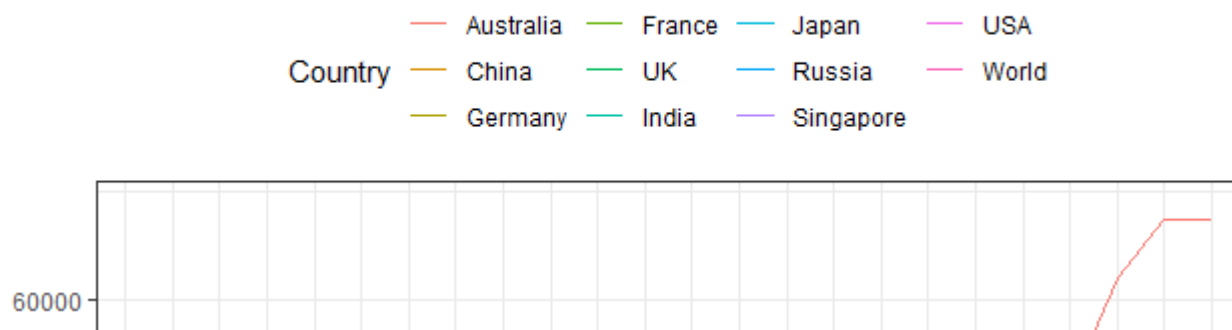 Australia France Japan USA
Country China UK Russia World
Germany India Singapore
60000